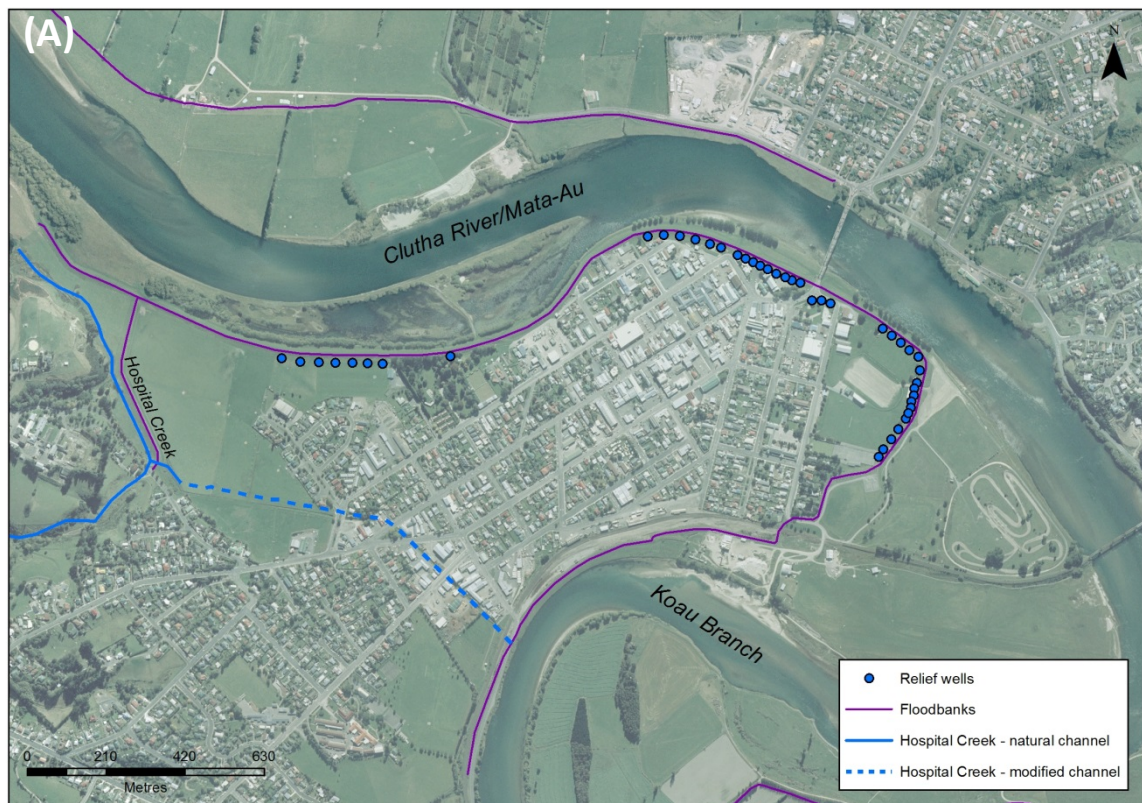 (A)
N
Clutha River/Mata-Au
Hospital Creek
Koau Branch
Relief wells
Floodbanks
Hospital Creek - natural channel
Hospital Creek - modified channel
0 210 420 630
Metres